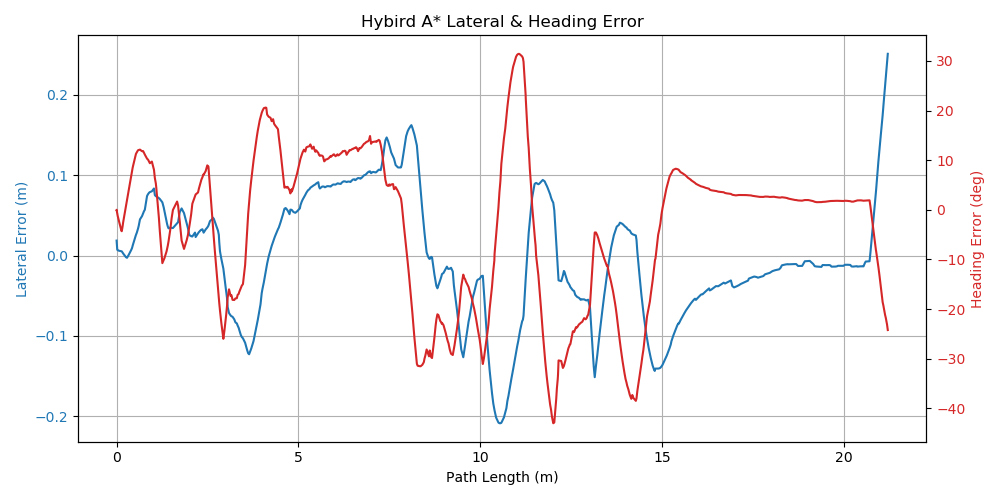 Hybird A* Lateral & Heading Error
Lateral Error (m)
0.2
0.1
0.0
−0.1
−0.2
30
20
10
0
−10
−20
−30
−40
Heading Error (deg)
0 5 10 15 20
Path Length (m)